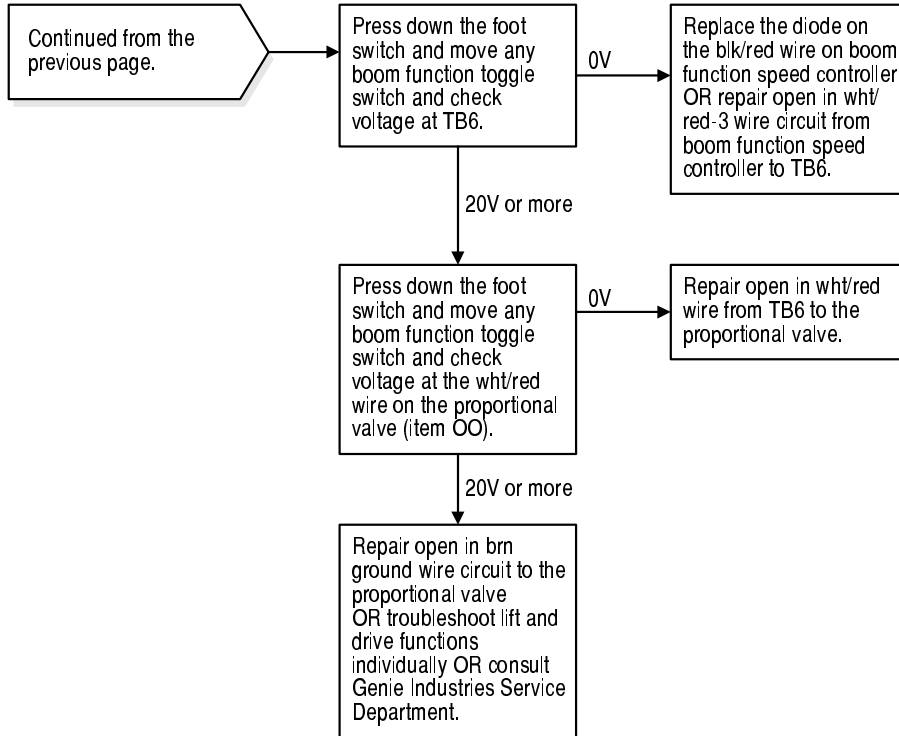 Continued from the
previous page.
Press down the foot
switch and move any
boom function toggle
switch and check
voltage at TB6.
0V
Replace the diode on
the blk/red wire on boom
function speed controller
OR repair open in wht/
red-3 wire circuit from
boom function speed
controller to TB6.
20V or more
Press down the foot
switch and move any
boom function toggle
switch and check
voltage at the wht/red
wire on the proportional
valve (item OO).
0V
Repair open in wht/red
wire from TB6 to the
proportional valve.
20V or more
Repair open in brn
ground wire circuit to the
proportional valve
OR troubleshoot lift and
drive functions
individually OR consult
Genie Industries Service
Department.